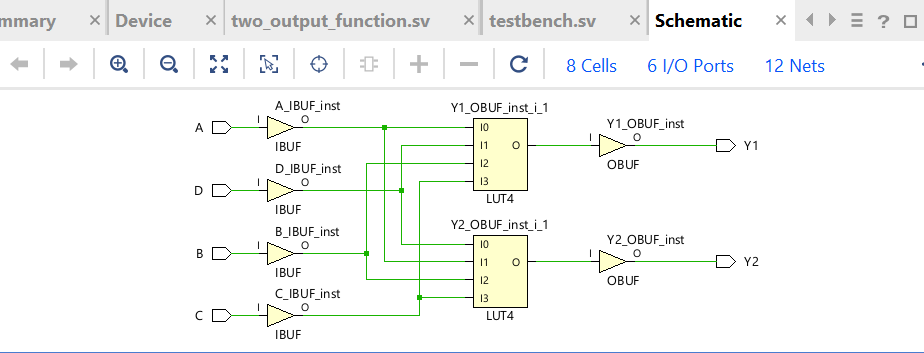 mmary
Device
two_output_function.sv
testbench.sv
Schematic
8 Cells
6 I/O Ports
12 Nets
A_IBUF_inst
A
I
O
IBUF
D_IBUF_inst
D
I
O
IBUF
B_IBUF_inst
B
I
O
IBUF
C_IBUF_inst
C
I
O
IBUF
Y1_OBUF_inst_i_1
I0
I1
I2
I3
O
LUT4
Y1_OBUF_inst
I
O
OBUF
Y1
Y2_OBUF_inst_i_1
I0
I1
I2
I3
O
LUT4
Y2_OBUF_inst
I
O
OBUF
Y2